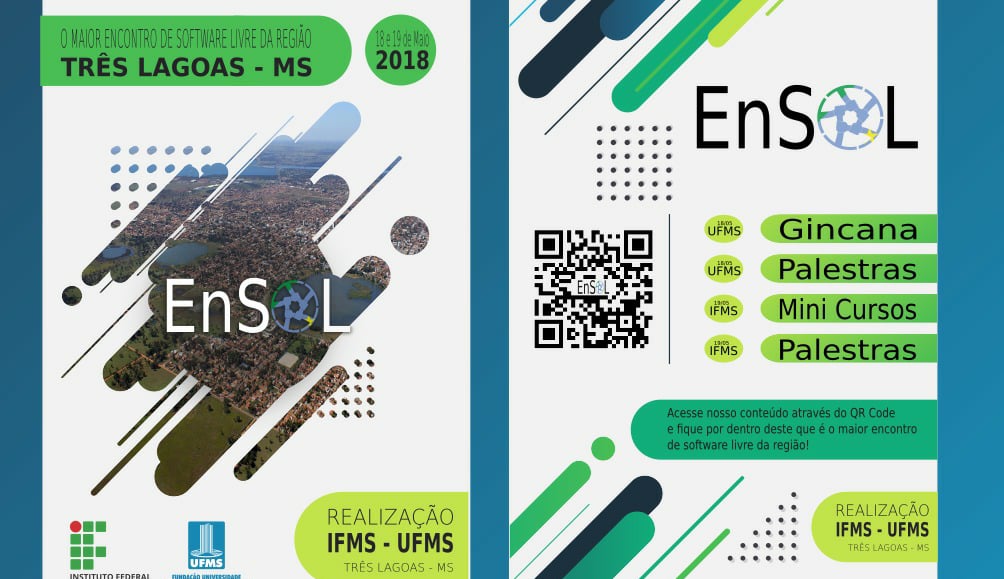 O MAIOR ENCONTRO DE SOFTWARE LIVRE DA REGIÃO
TRÊS LAGOAS - MS
18 e 19 de Maio
2018
EnSOL
REALIZAÇÃO
IFMS - UFMS
TRÊS LAGOAS - MS
INSTITUTO FEDERAL
UFMS
FUNDAÇÃO UNIVERSIDADE
EnSOL
EnSOL
18/05
UFMS
Gincana
18/05
UFMS
Palestras
19/05
IFMS
Mini Cursos
19/05
IFMS
Palestras
Acesse nosso conteúdo através do QR Code
e fique por dentro deste que é o maior encontro
de software livre da região!
REALIZAÇÃO
IFMS - UFMS
TRÊS LAGOAS - MS